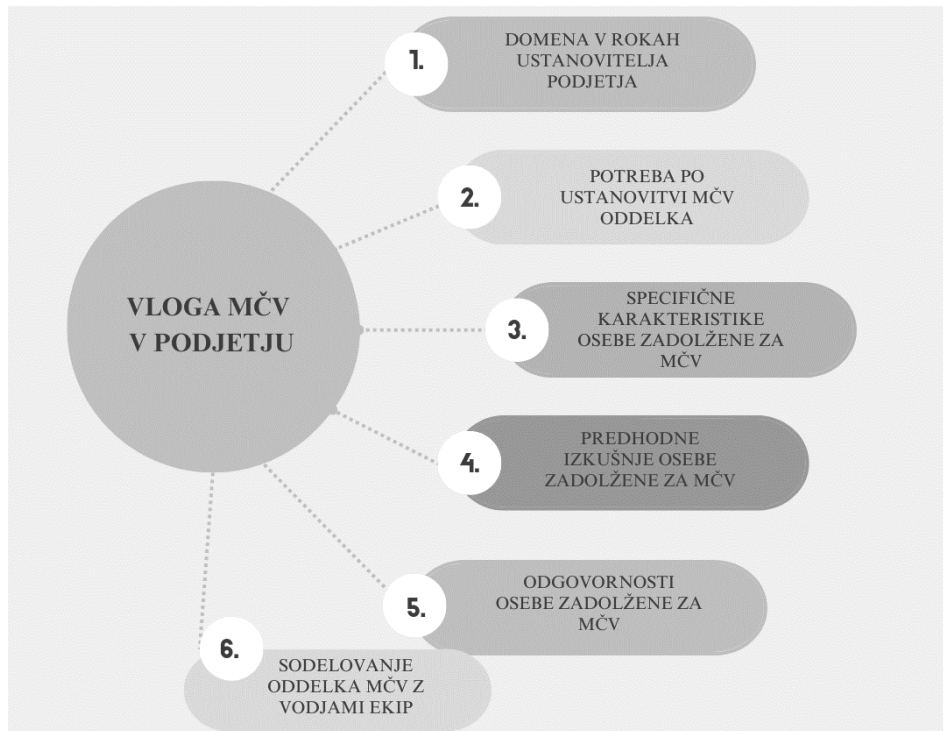 VLOGA MČV
V PODJETJU
1.
DOMENA V ROKAH
USTANOVITELJA
PODJETJA
2.
POTREBA PO
USTANOVITVI MČV
ODDELKA
3.
SPECIFIČNE
KARAKTERISTIKE
OSEBE ZADOLŽENE ZA
MČV
4.
PREDHODNE
IZKUŠNJE OSEBE
ZADOLŽENE ZA MČV
5.
ODGOVORNOSTI
OSEBE ZADOLŽENE ZA
MČV
6.
SODELOVANJE
ODDELKA MČV Z
VODJAMI EKIP